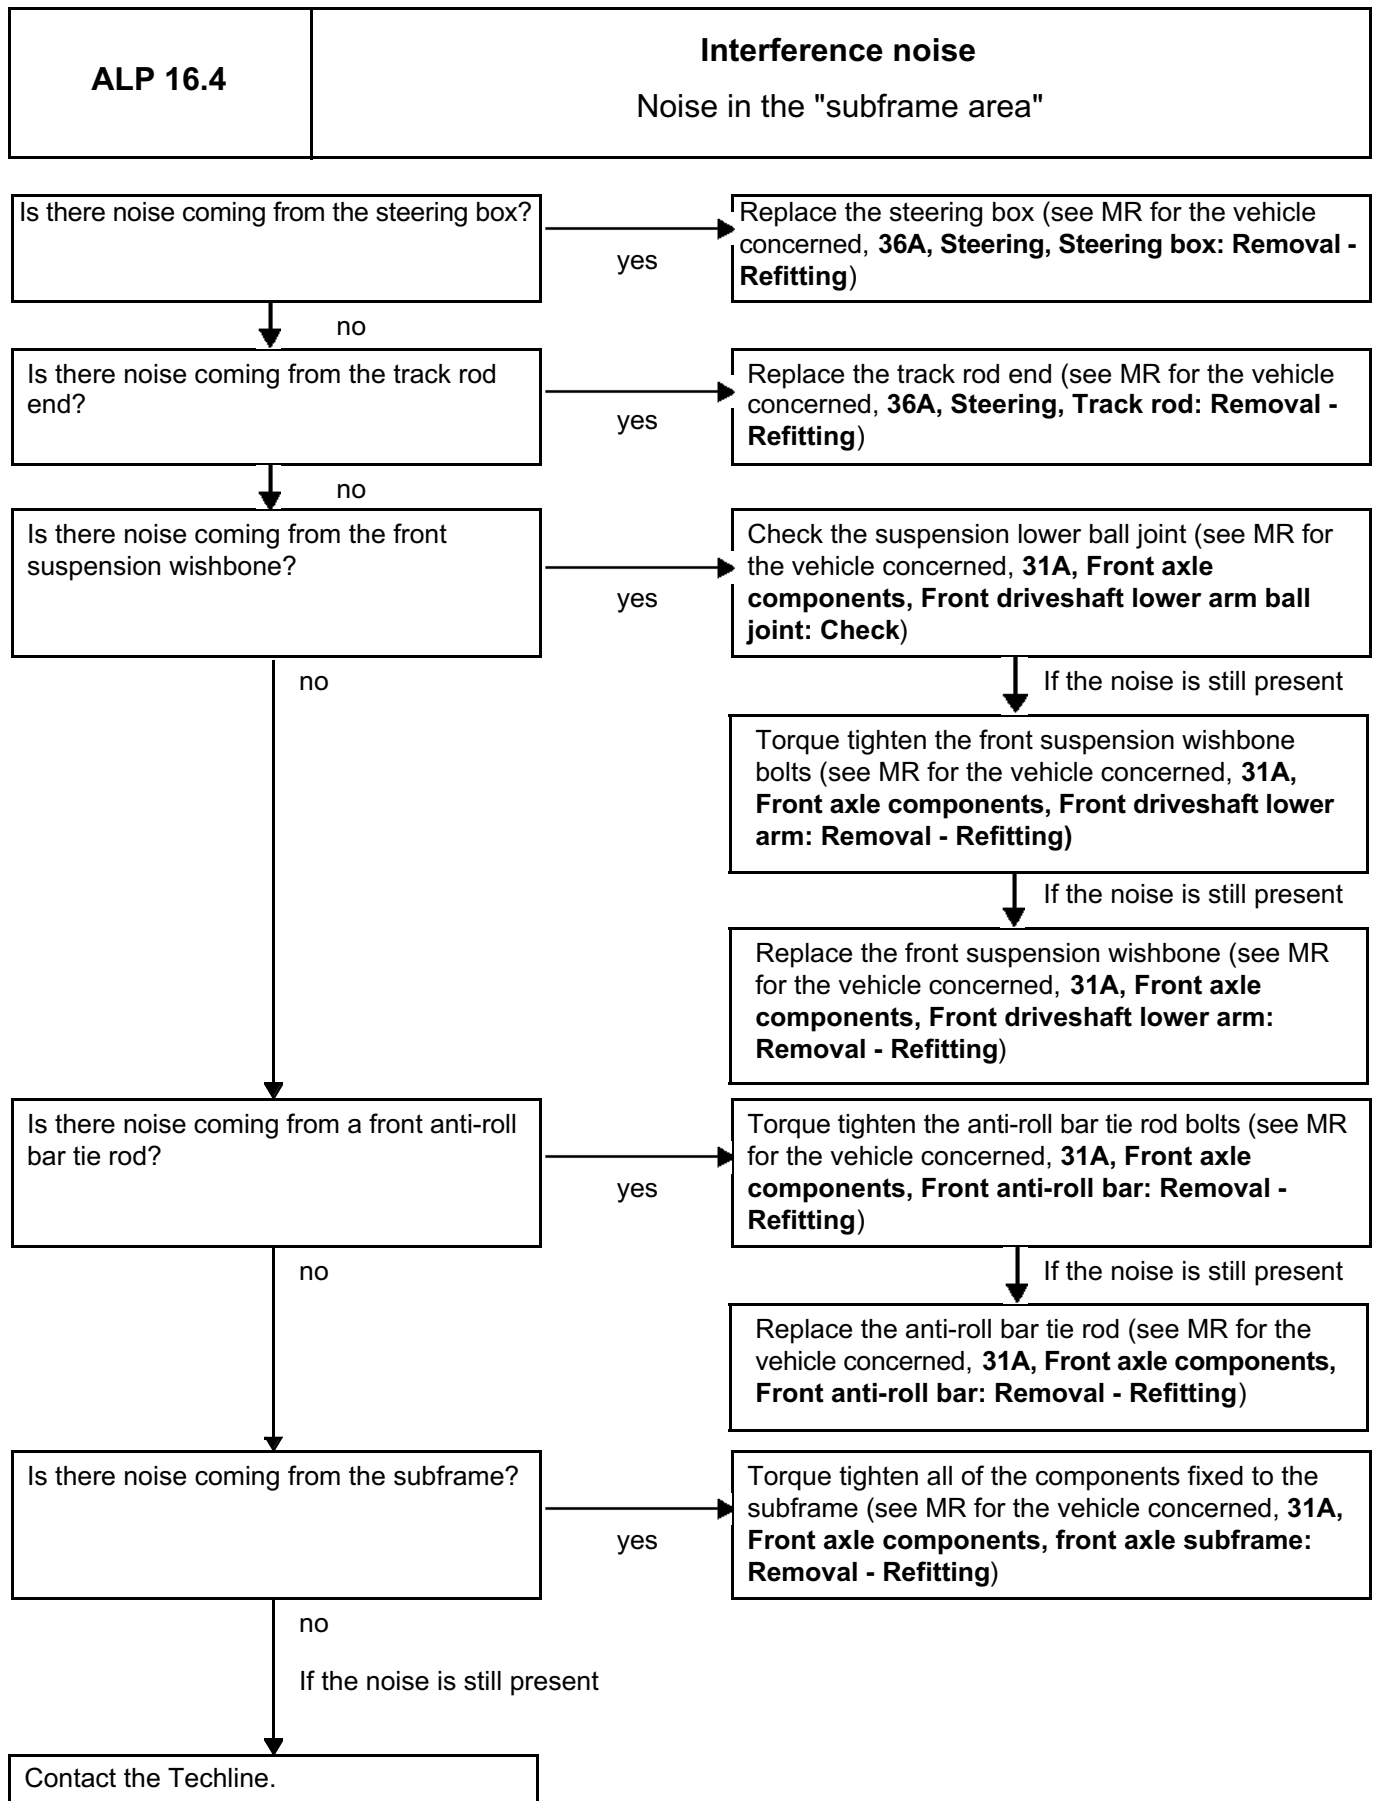 ALP 16.4
Interference noise
Noise in the "subframe area"
Is there noise coming from the steering box?
yes
Replace the steering box (see MR for the vehicle
concerned, 36A, Steering, Steering box: Removal -
Refitting)
no
Is there noise coming from the track rod
end?
yes
Replace the track rod end (see MR for the vehicle
concerned, 36A, Steering, Track rod: Removal -
Refitting)
no
Is there noise coming from the front
suspension wishbone?
yes
Check the suspension lower ball joint (see MR for
the vehicle concerned, 31A, Front axle
components, Front driveshaft lower arm ball
joint: Check)
no
If the noise is still present
Torque tighten the front suspension wishbone
bolts (see MR for the vehicle concerned, 31A,
Front axle components, Front driveshaft lower
arm: Removal - Refitting)
If the noise is still present
Replace the front suspension wishbone (see MR
for the vehicle concerned, 31A, Front axle
components, Front driveshaft lower arm:
Removal - Refitting)
Is there noise coming from a front anti-roll
bar tie rod?
yes
Torque tighten the anti-roll bar tie rod bolts (see MR
for the vehicle concerned, 31A, Front axle
components, Front anti-roll bar: Removal -
Refitting)
no
If the noise is still present
Replace the anti-roll bar tie rod (see MR for the
vehicle concerned, 31A, Front axle components,
Front anti-roll bar: Removal - Refitting)
Is there noise coming from the subframe?
yes
Torque tighten all of the components fixed to the
subframe (see MR for the vehicle concerned, 31A,
Front axle components, front axle subframe:
Removal - Refitting)
no
If the noise is still present
Contact the Techline.